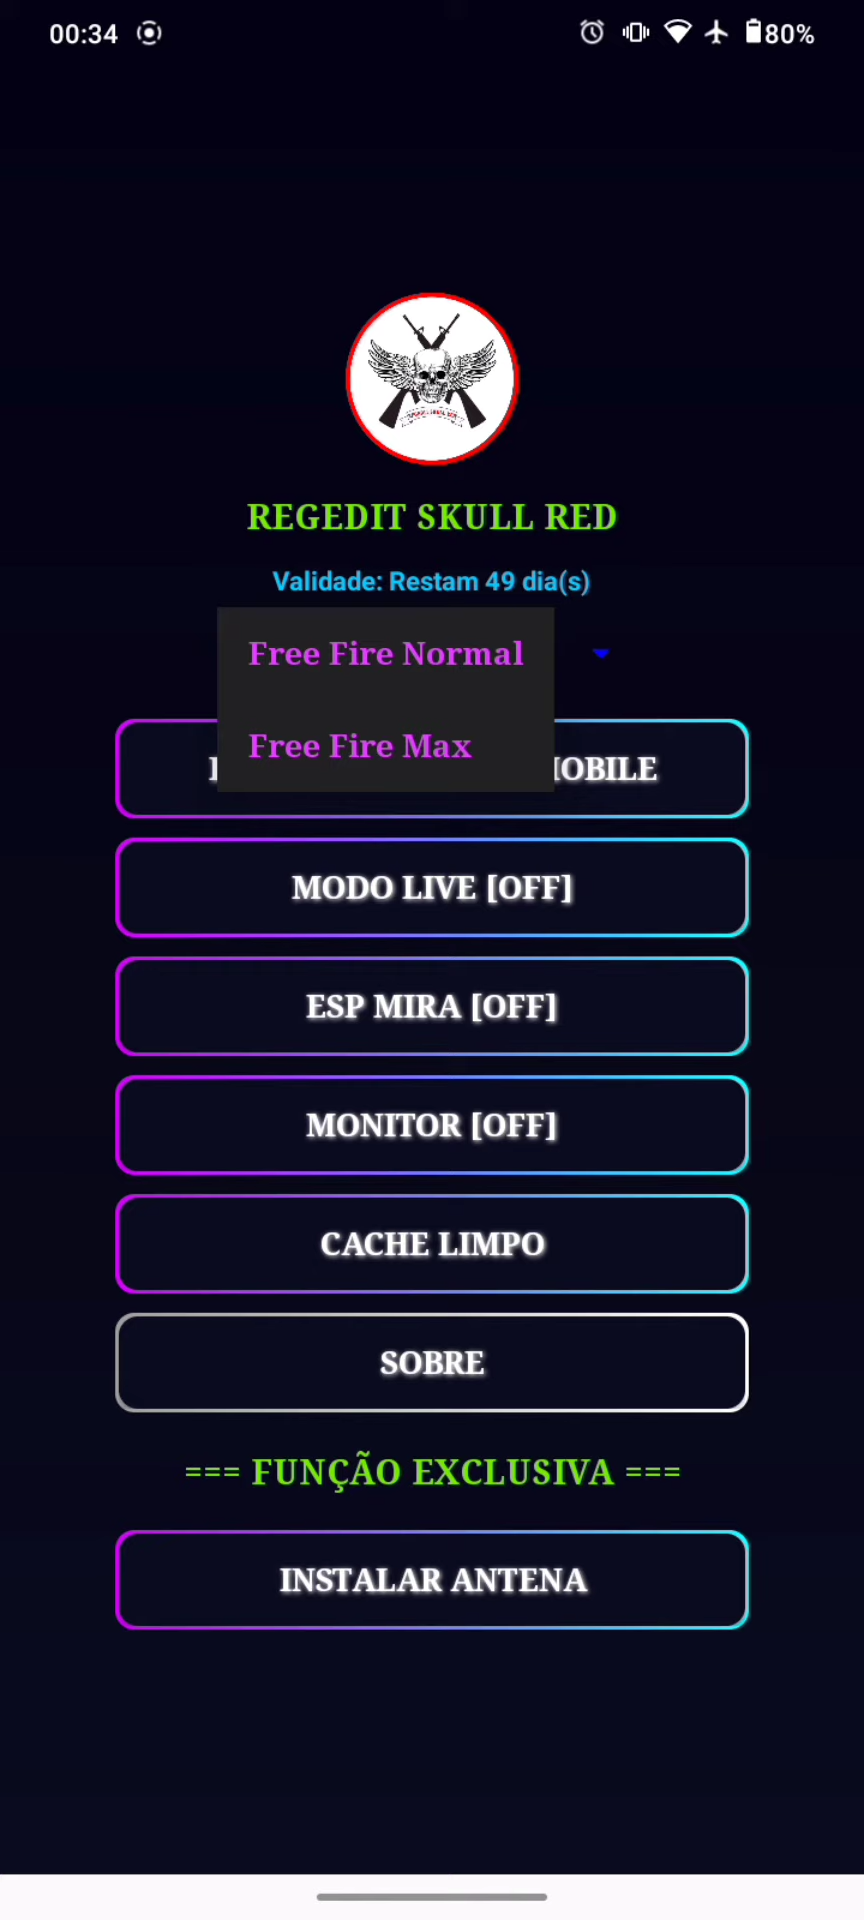 00:34
80%
REGEDIT SKULL RED
Validade: Restam 49 dia(s)
Free Fire Normal
Free Fire Max
MODO LIVE [OFF]
ESP MIRA [OFF]
MONITOR [OFF]
CACHE LIMPO
SOBRE
=== FUNÇÃO EXCLUSIVA ===
INSTALAR ANTENA